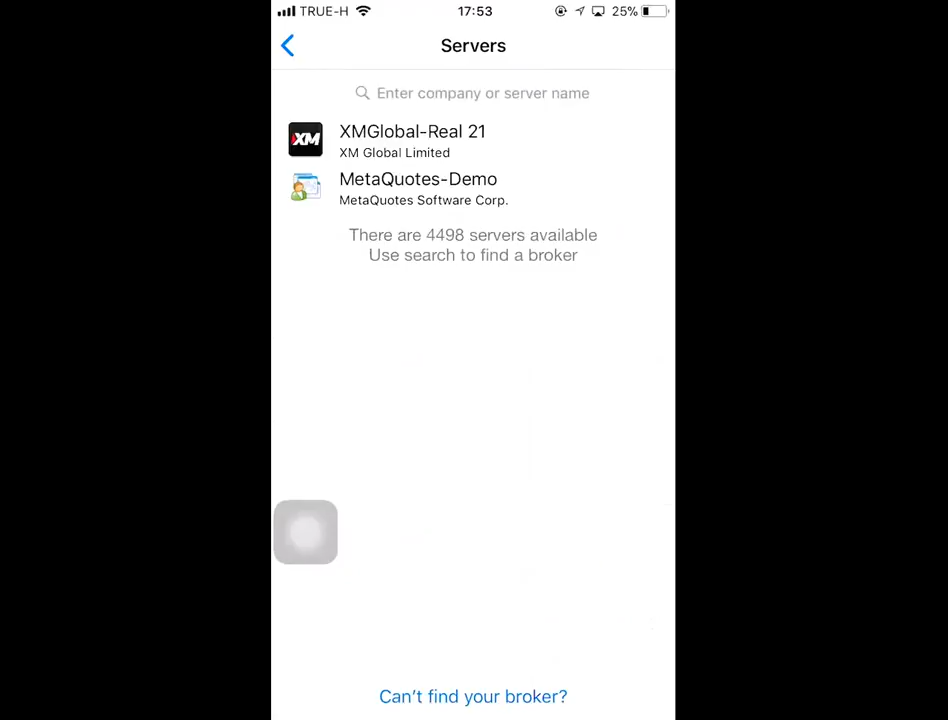 TRUE-H 17:53 25%
Servers
Enter company or server name
XM
XMGlobal-Real 21
XM Global Limited
MetaQuotes-Demo
MetaQuotes Software Corp.
There are 4498 servers available
Use search to find a broker
Can't find your broker?